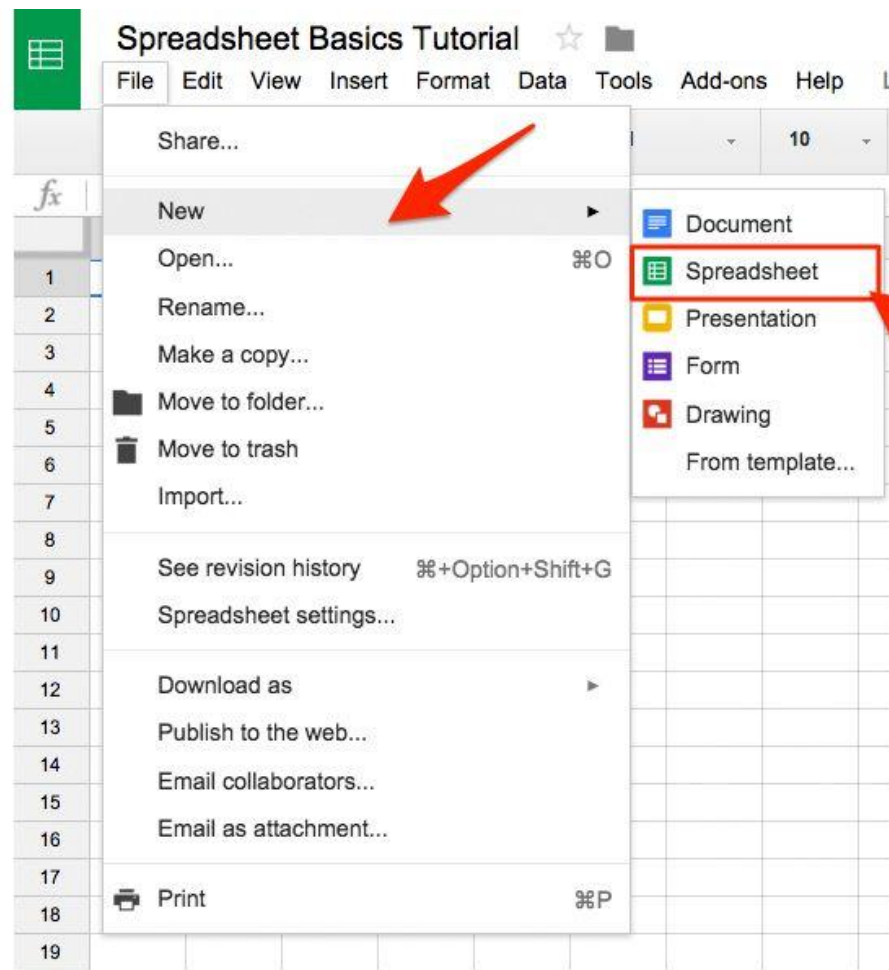 Spreadsheet Basics Tutorial
File Edit View Insert Format Data Tools Add-ons Help
10
fx
Share...
New
Open... ⌘O
Rename...
Make a copy...
Move to folder...
Move to trash
Import...
See revision history ⌘+Option+Shift+G
Spreadsheet settings...
Download as
Publish to the web...
Email collaborators...
Email as attachment...
Print ⌘P
Document
Spreadsheet
Presentation
Form
Drawing
From template...
1
2
3
4
5
6
7
8
9
10
11
12
13
14
15
16
17
18
19